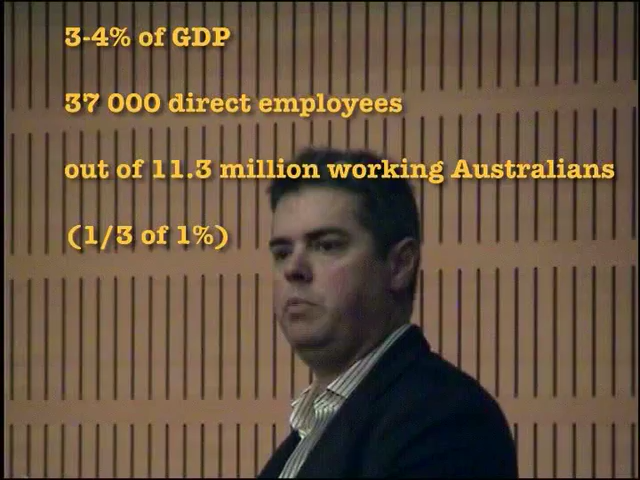 3-4% of GDP
37 000 direct employees
out of 11.3 million working Australians
(1/3 of 1%)